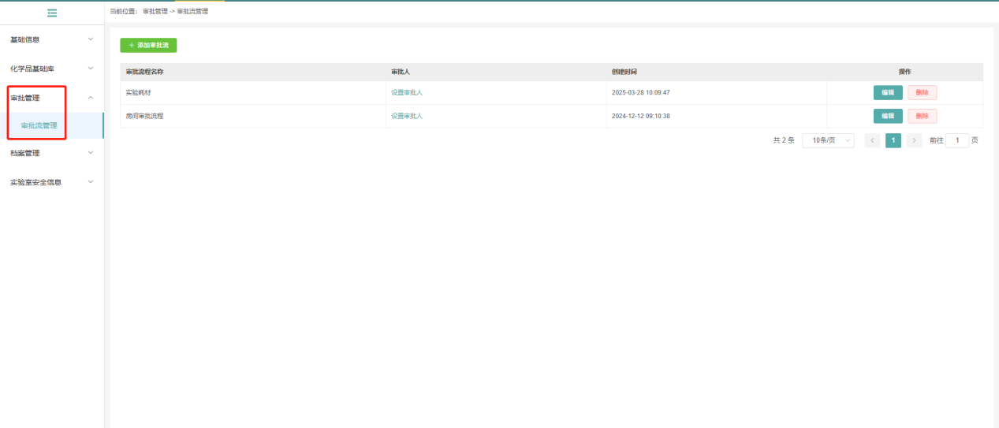 当前位置: 审批管理 -> 审批流管理
基础信息
化学品基础库
审批管理
审批流管理
档案管理
实验室安全信息
+ 添加审批流
审批流程名称 审批人 创建时间 操作
实验耗材 设置审批人 2025-03-28 10:09:47 编辑 删除
房间审批流程 设置审批人 2024-12-12 09:10:38 编辑 删除
共 2 条 10条/页 < 1 > 前往 1 页